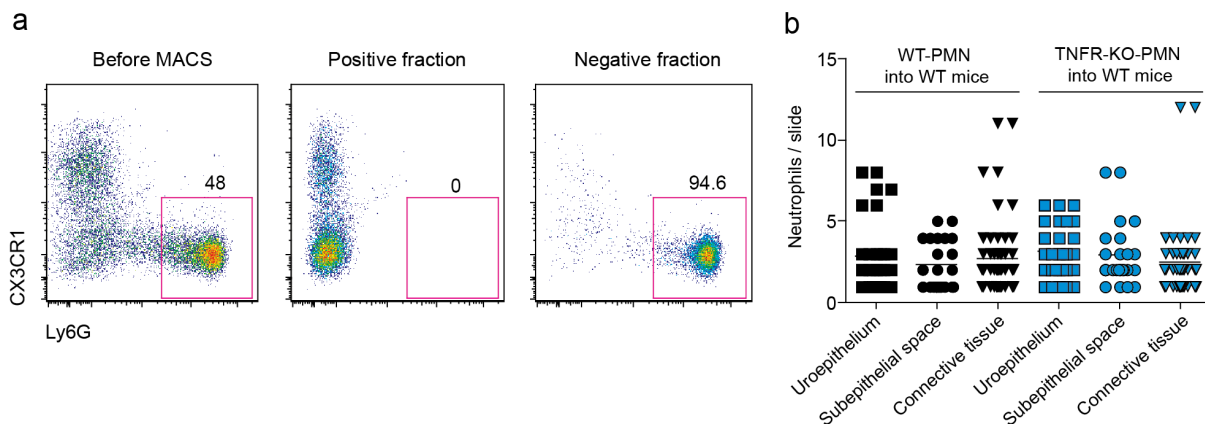 a
Before MACS
Positive fraction
Negative fraction
48
0
94.6
CX3CR1
Ly6G
b
WT-PMN
into WT mice
TNFR-KO-PMN
into WT mice
15
10
5
0
Neutrophils / slide
Uroepithelium
Subepithelial space
Connective tissue
Uroepithelium
Subepithelial space
Connective tissue